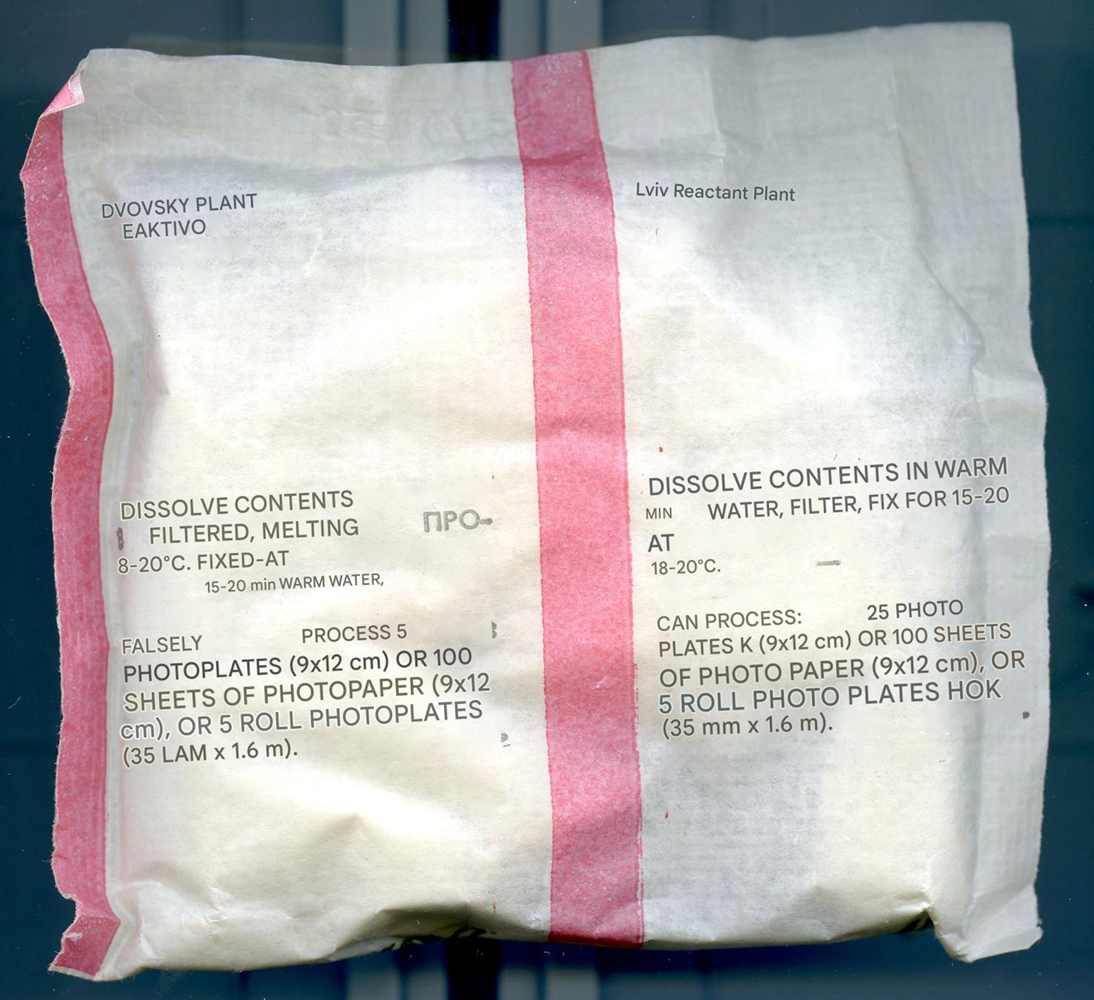 DVOVSKY PLANT
EAKTIVO
Lviv Reactant Plant
DISSOLVE CONTENTS
FILTERED, MELTING
ПРО-
8-20°C. FIXED-AT
15-20 min WARM WATER,
FALSELY PROCESS 5
PHOTOPLATES (9x12 cm) OR 100
SHEETS OF PHOTOPAPER (9x12
cm), OR 5 ROLL PHOTOPLATES
(35 LAM x 1.6 m).
DISSOLVE CONTENTS IN WARM
MIN WATER, FILTER, FIX FOR 15-20
AT
18-20°C.
CAN PROCESS: 25 PHOTO
PLATES K (9x12 cm) OR 100 SHEETS
OF PHOTO PAPER (9x12 cm), OR
5 ROLL PHOTO PLATES НОК
(35 mm x 1.6 m).